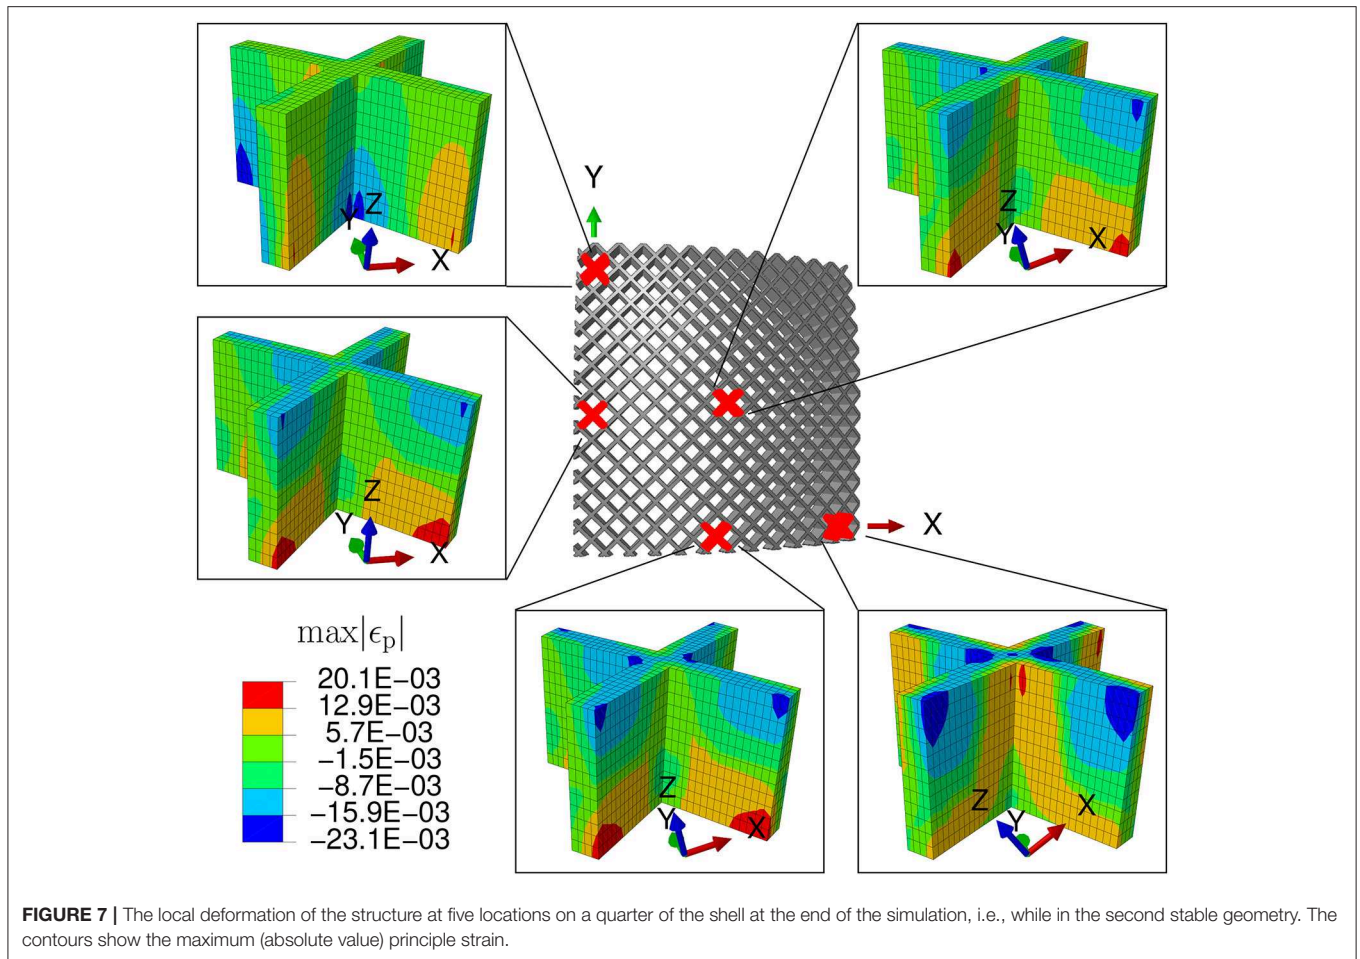 Y
Z
Y
X
Z
Y
X
Y
X
Z
Y
X
max|ϵp|
20.1E−03
12.9E−03
5.7E−03
−1.5E−03
−8.7E−03
−15.9E−03
−23.1E−03
Z
Y
X
Z
Y
X
FIGURE 7 | The local deformation of the structure at five locations on a quarter of the shell at the end of the simulation, i.e., while in the second stable geometry. The
contours show the maximum (absolute value) principle strain.